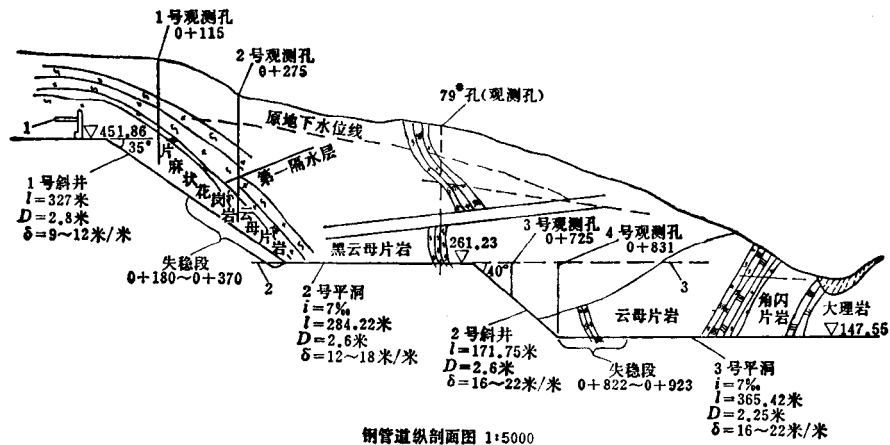 1号观测孔
0+115
2号观测孔
0+275
79#孔(观测孔)
原地下水位线
1
451.86
35°
片麻状花岗岩
云母片岩
第一隔水层
1号斜井
l=327米
D=2.8米
δ=9~12米/米
失稳段
0+180~0+370
2
黑云母片岩
261.23
3号观测孔
0+725
4号观测孔
0+831
40°
3
2号平洞
i=7‰
l=284.22米
D=2.6米
δ=12~18米/米
2号斜井
l=171.75米
D=2.6米
δ=16~22米/米
云母片岩
失稳段
0+822~0+923
角闪片岩
大理岩
147.55
3号平洞
i=7‰
l=365.42米
D=2.25米
δ=16~22米/米
钢管道纵剖面图 1:5000